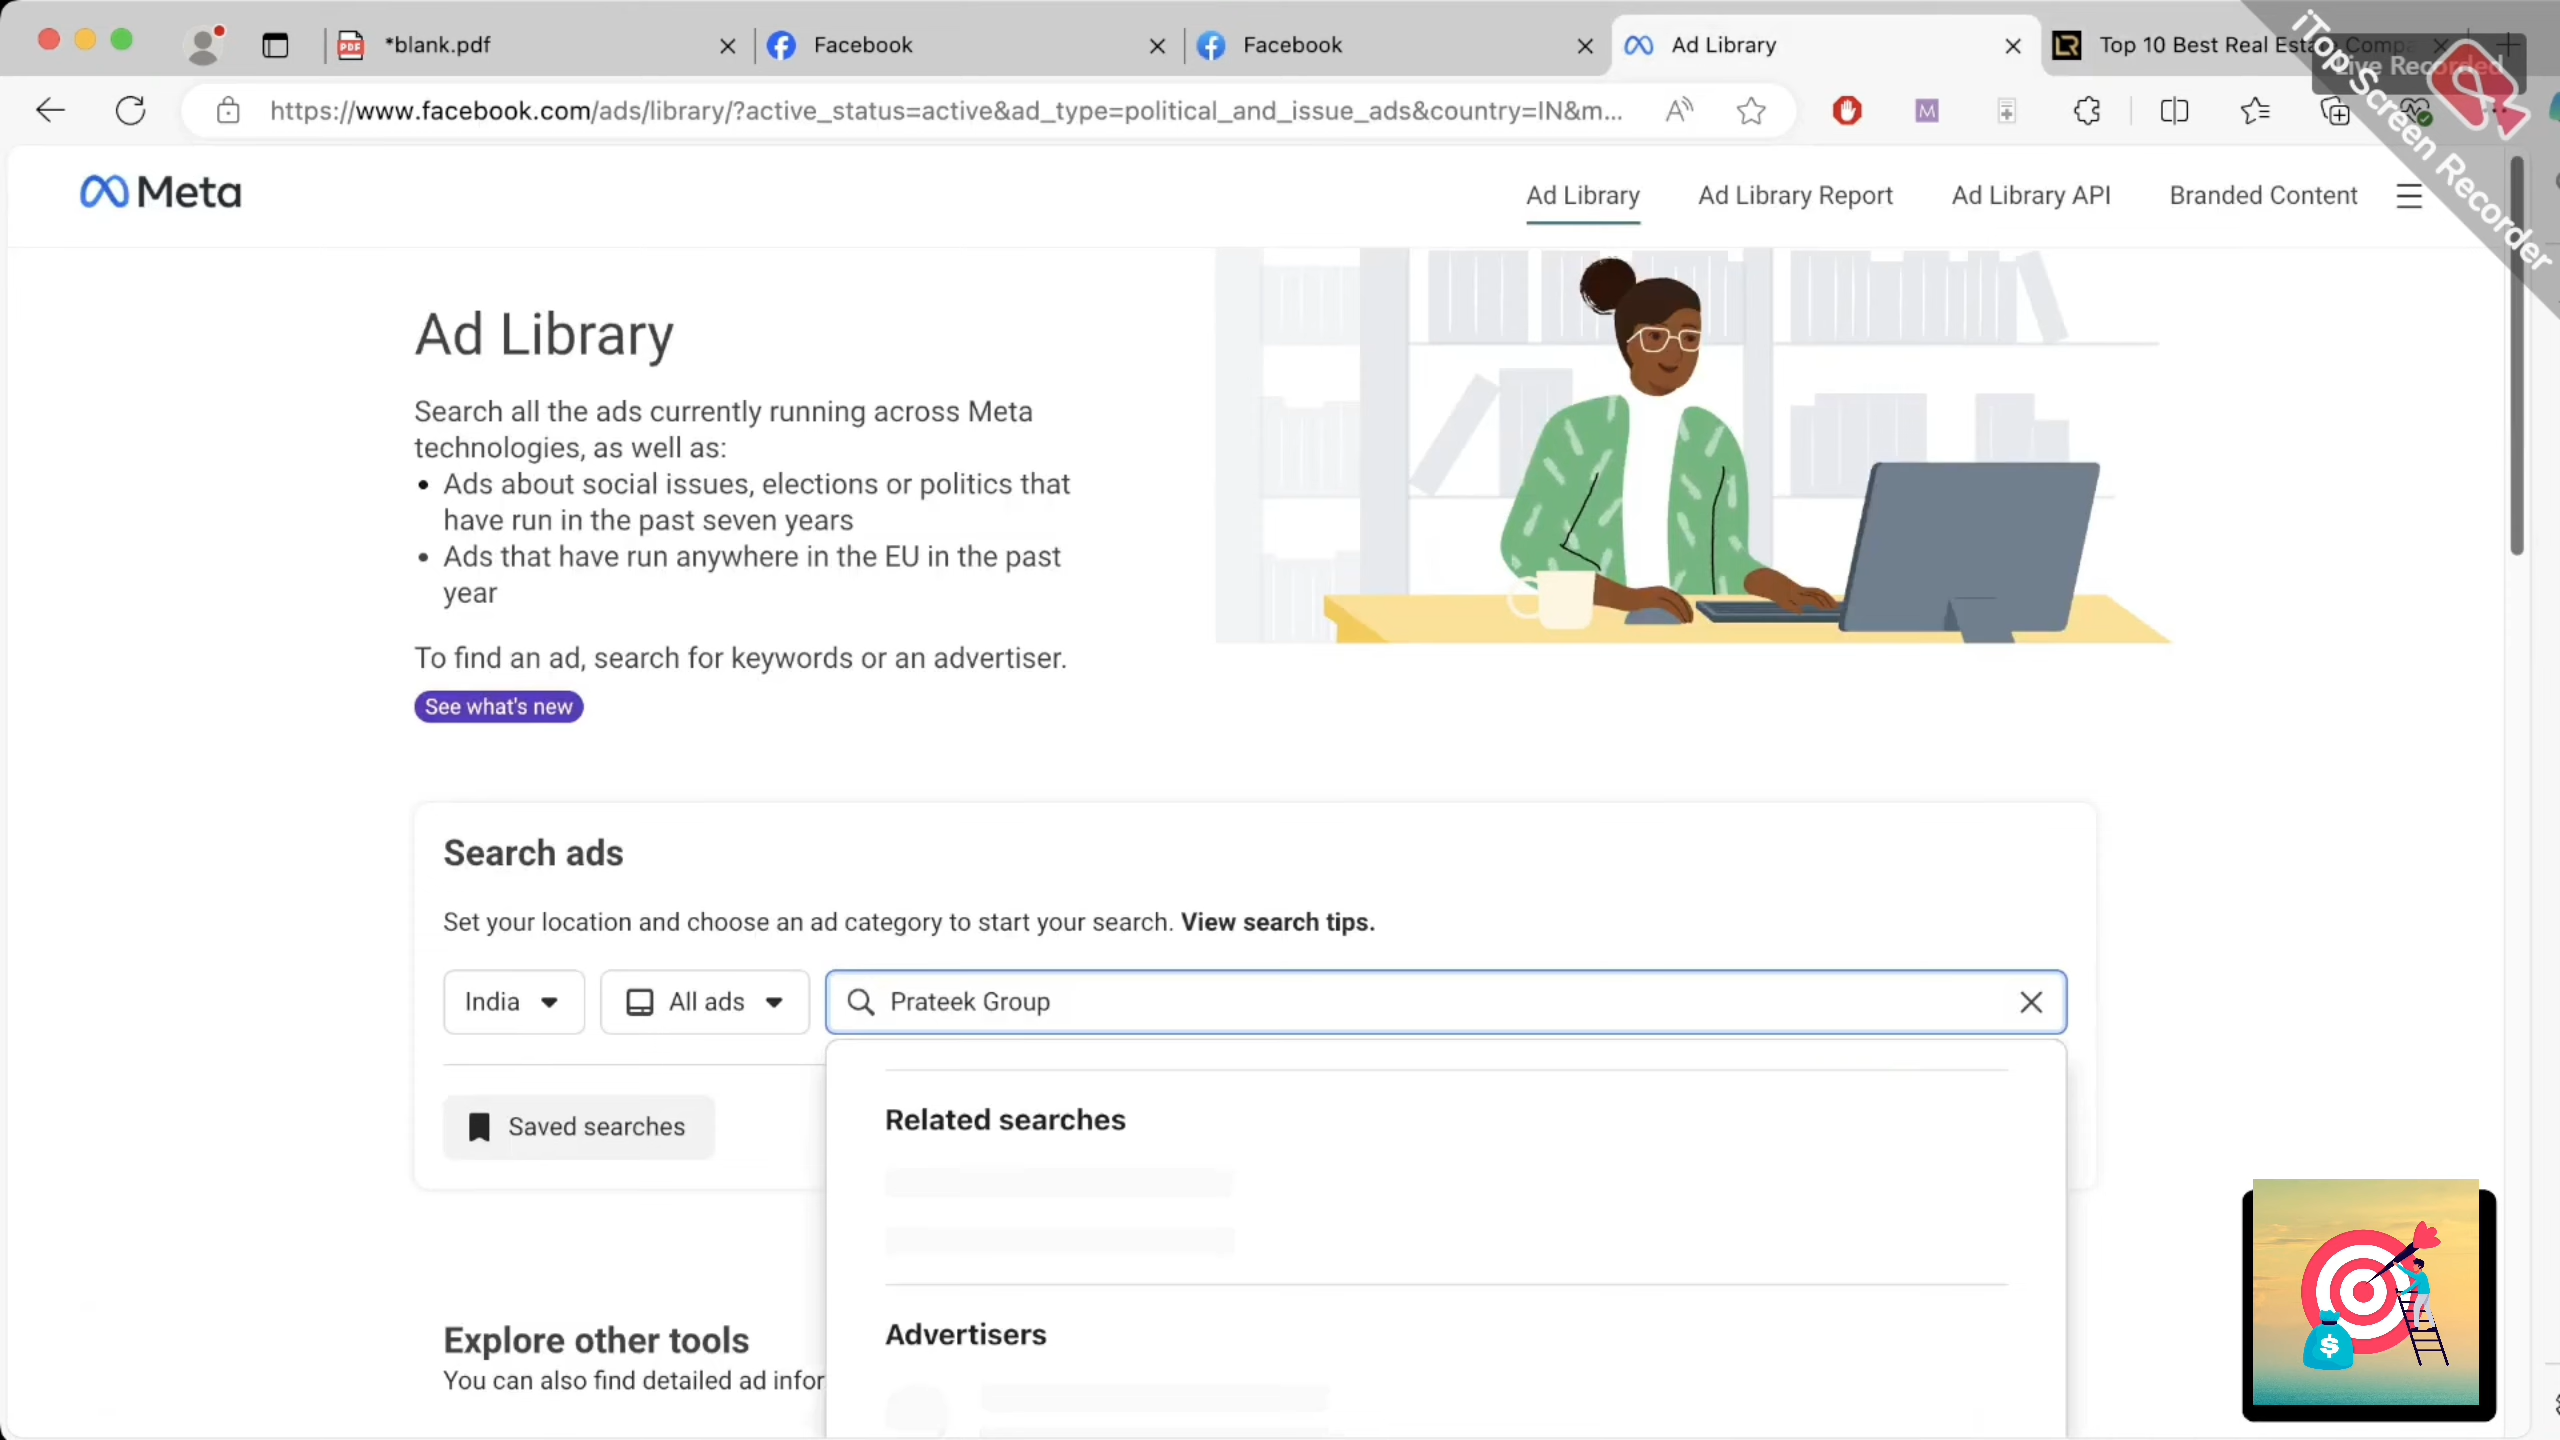 *blank.pdf
Facebook
Facebook
Ad Library
Top 10 Best Real Esta
Live Recorded
iTop Screen Recorder
https://www.facebook.com/ads/library/?active_status=active&ad_type=political_and_issue_ads&country=IN&m...
Meta
Ad Library
Ad Library Report
Ad Library API
Branded Content
Ad Library
Search all the ads currently running across Meta
technologies, as well as:
• Ads about social issues, elections or politics that
have run in the past seven years
• Ads that have run anywhere in the EU in the past
year
To find an ad, search for keywords or an advertiser.
See what's new
Search ads
Set your location and choose an ad category to start your search. View search tips.
India
All ads
Prateek Group
Saved searches
Related searches
Advertisers
Explore other tools
You can also find detailed ad infor